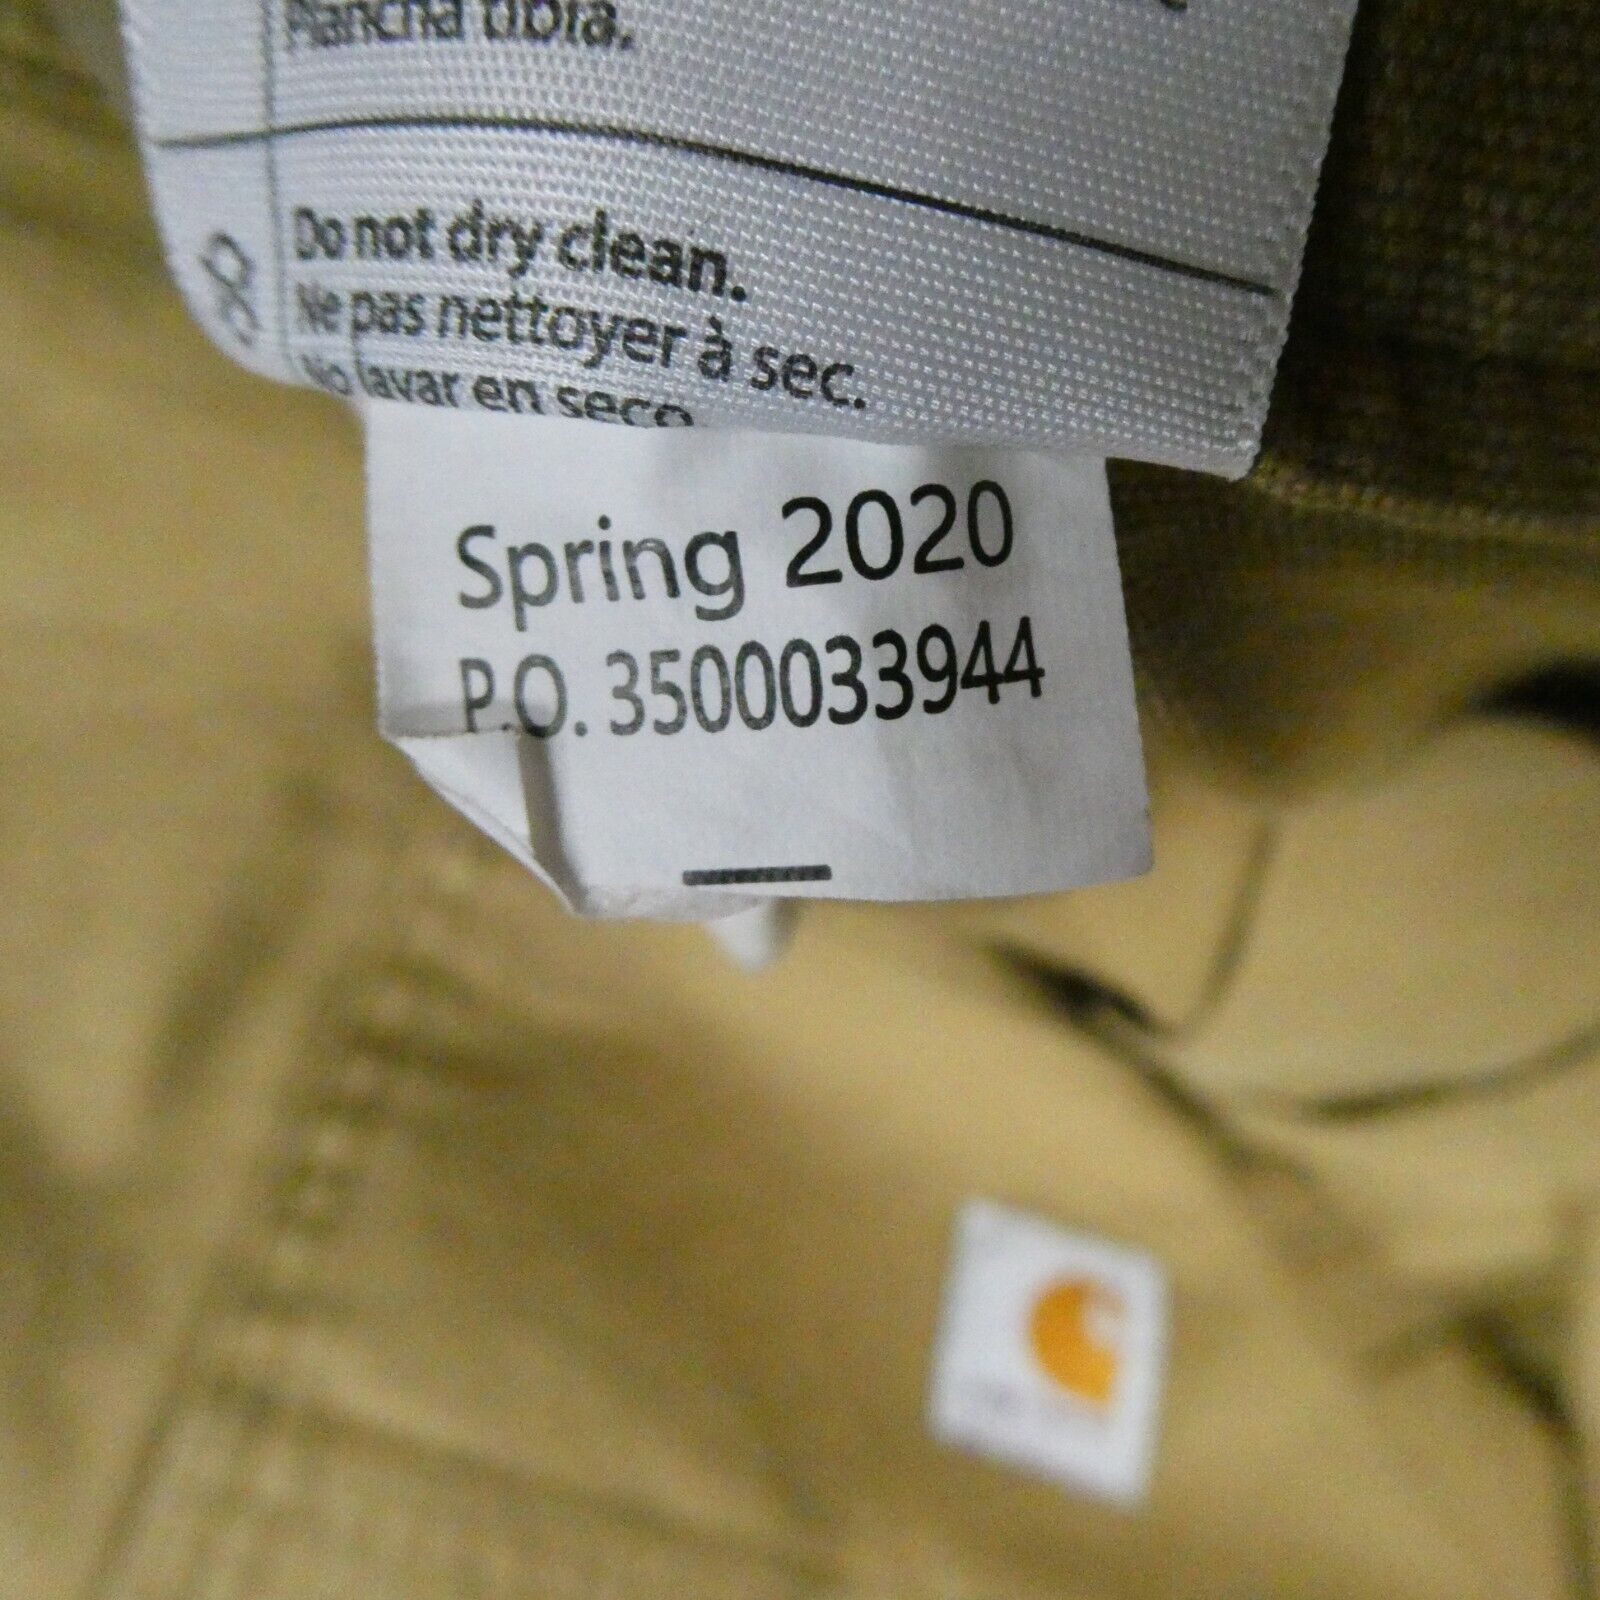 Plancha tibia.
Do not dry clean.
Ne pas nettoyer à sec.
No lavar en seco
Spring 2020
P.O. 3500033944